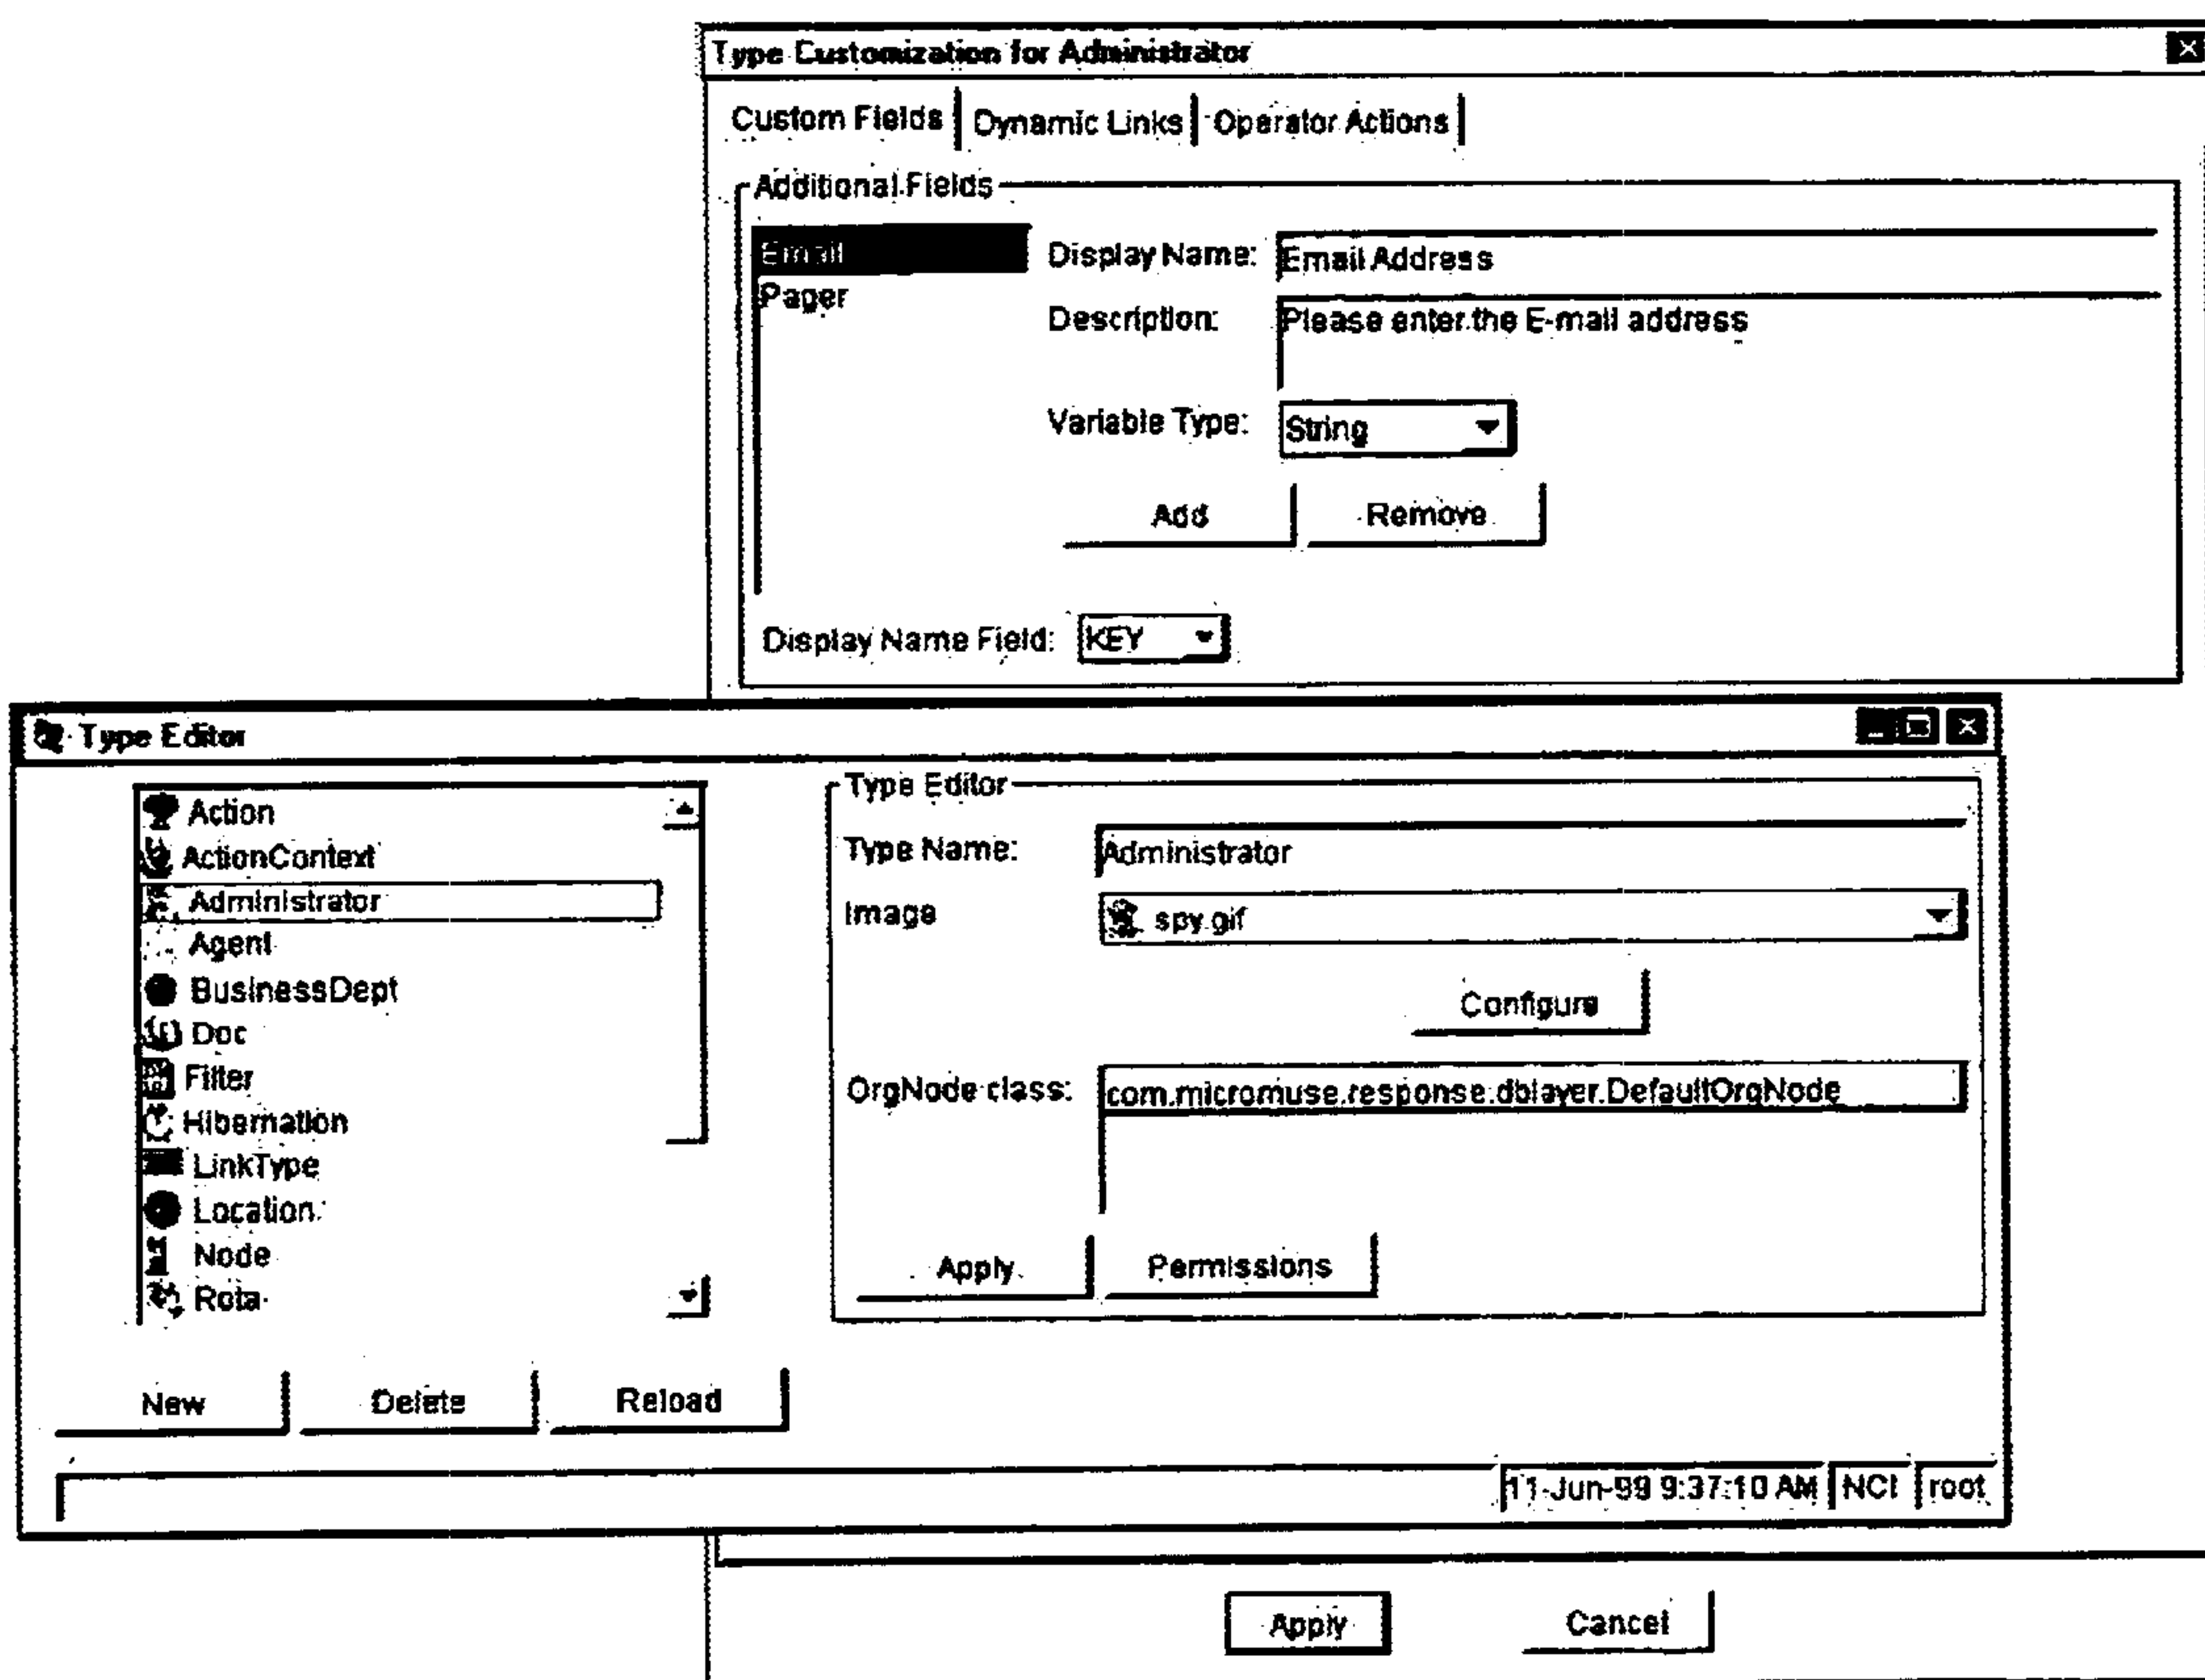 Type Customization for Administrator
Custom Fields Dynamic Links Operator Actions
Additional Fields
Email
Display Name: Email Address
Pager
Description: Please enter the E-mail address
Variable Type: String
Add Remove
Display Name Field: KEY
Type Editor
Type Editor
Action
ActionContext
Administrator
Agent
BusinessDept
Doc
Filter
Hibernation
LinkType
Location
Node
Rota
Type Name: Administrator
Image spy.gif
Configure
OrgNode class: com.micromuse.response.dblayer.DefaultOrgNode
Apply Permissions
New Delete Reload
11-Jun-99 9:37:10 AM NCI root
Apply Cancel